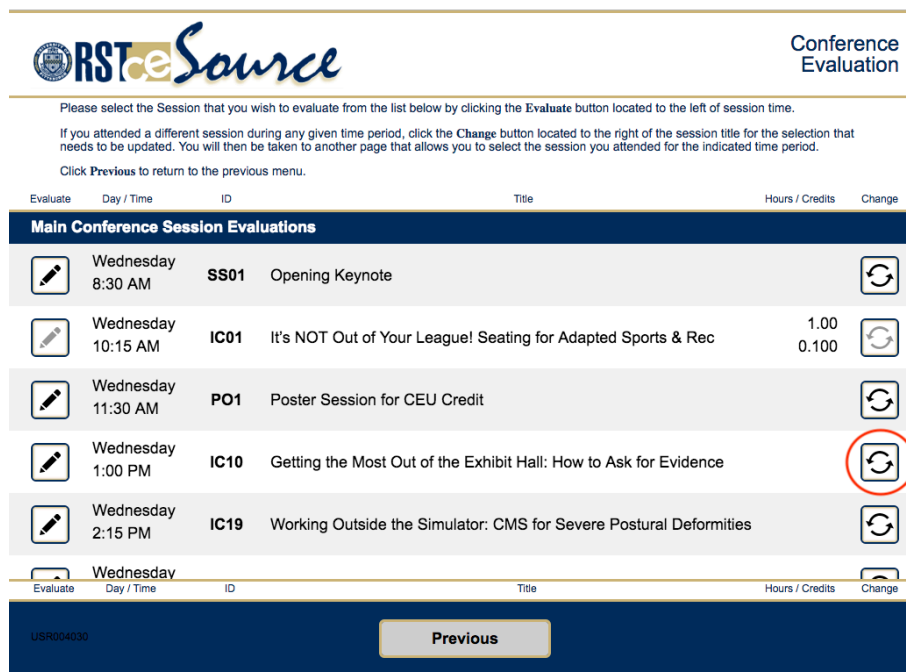 RSTce Source
Conference
Evaluation
Please select the Session that you wish to evaluate from the list below by clicking the Evaluate button located to the left of session time.
If you attended a different session during any given time period, click the Change button located to the right of the session title for the selection that
needs to be updated. You will then be taken to another page that allows you to select the session you attended for the indicated time period.
Click Previous to return to the previous menu.
Evaluate Day / Time ID Title Hours / Credits Change
Main Conference Session Evaluations
Wednesday
8:30 AM SS01 Opening Keynote
Wednesday 1.00
10:15 AM IC01 It's NOT Out of Your League! Seating for Adapted Sports & Rec 0.100
Wednesday
11:30 AM PO1 Poster Session for CEU Credit
Wednesday
1:00 PM IC10 Getting the Most Out of the Exhibit Hall: How to Ask for Evidence
Wednesday
2:15 PM IC19 Working Outside the Simulator: CMS for Severe Postural Deformities
Wednesday
Evaluate Day / Time ID Title Hours / Credits Change
USR004030
Previous